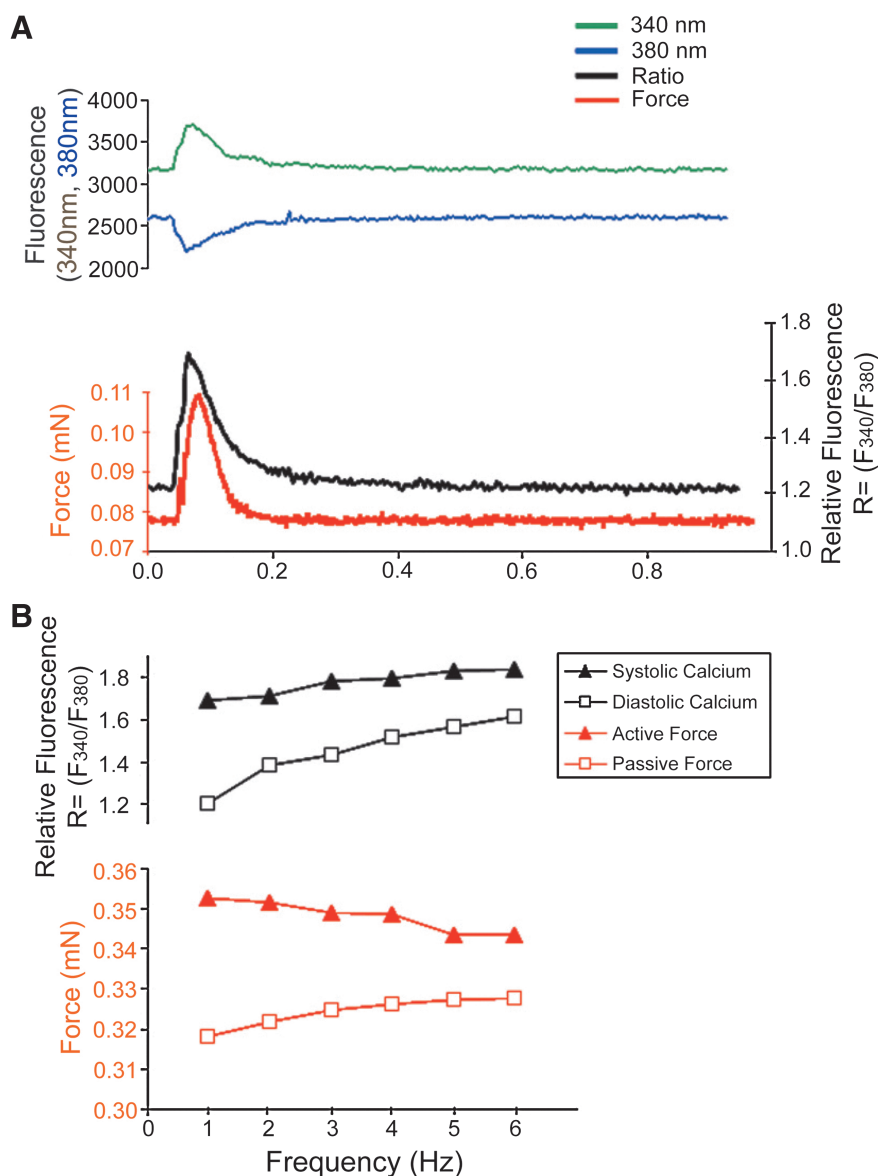 A
340 nm
380 nm
Ratio
Force
Fluorescence
(340nm, 380nm)
4000
3500
3000
2500
2000
Force (mN)
0.11
0.10
0.09
0.08
0.07
1.8
1.6
1.4
1.2
1.0
Relative Fluorescence
R= (F340/F380)
0.0
0.2
0.4
0.6
0.8
B
Relative Fluorescence
R= (F340/F380)
1.8
1.6
1.4
1.2
Systolic Calcium
Diastolic Calcium
Active Force
Passive Force
Force (mN)
0.36
0.35
0.34
0.33
0.32
0.31
0.30
0
1
2
3
4
5
6
Frequency (Hz)